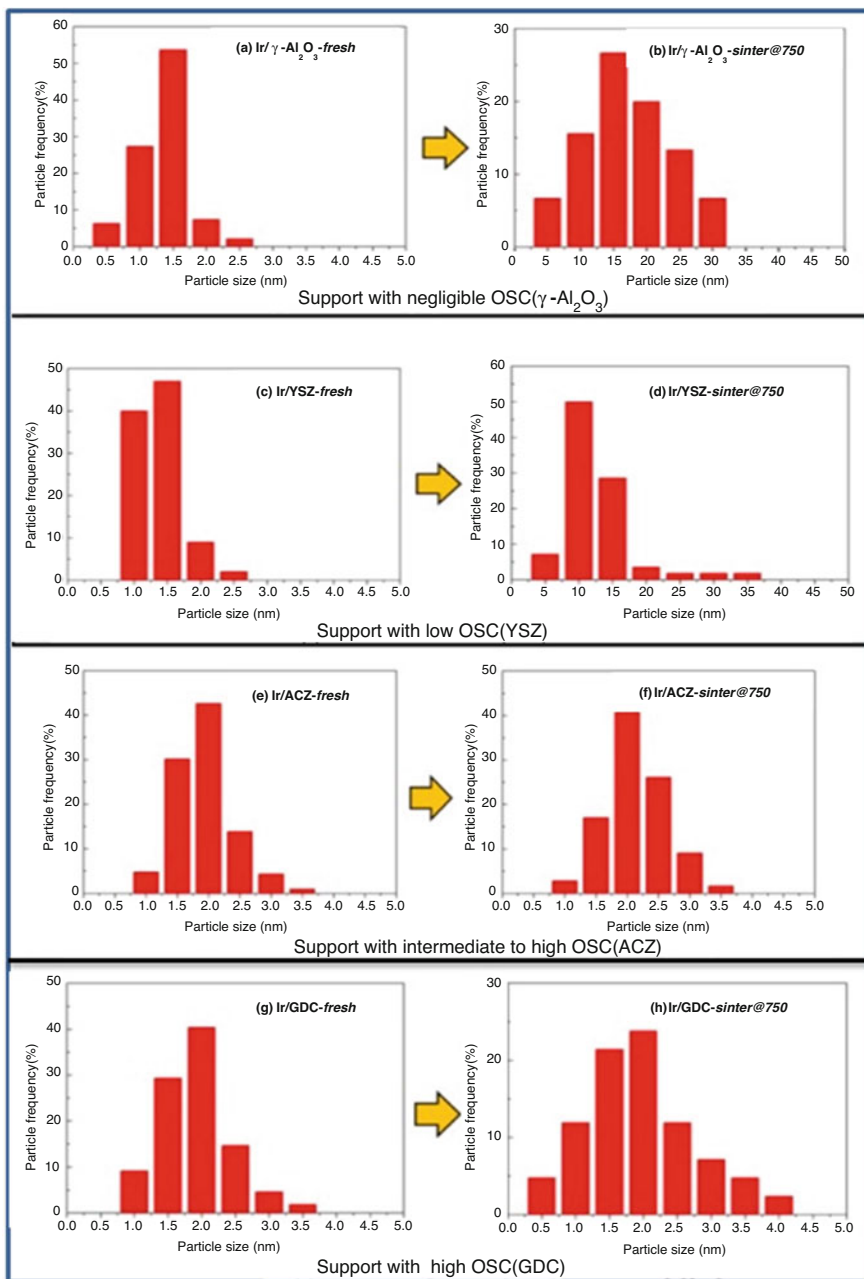 60
50
40
30
20
10
0
Particle frequency(%)
(a) Ir/γ-Al2O3-fresh
0.0 0.5 1.0 1.5 2.0 2.5 3.0 3.5 4.0 4.5 5.0
Particle size (nm)
30
20
10
0
Particle frequency(%)
(b) Ir/γ-Al2O3-sinter@750
0 5 10 15 20 25 30 30 40 45 50
Particle size (nm)
Support with negligible OSC(γ-Al2O3)
50
40
30
20
10
0
Particle frequency(%)
(c) Ir/YSZ-fresh
0.0 0.5 1.0 1.5 2.0 2.5 3.0 3.5 4.0 4.5 5.0
Particle size (nm)
60
50
40
30
20
10
0
Particle frequency(%)
(d) Ir/YSZ-sinter@750
0 5 10 15 20 25 30 35 40 45 50
Particle size (nm)
Support with low OSC(YSZ)
50
40
30
20
10
0
Particle frequency(%)
(e) Ir/ACZ-fresh
0.0 0.5 1.0 1.5 2.0 2.5 3.0 3.5 4.0 4.5 5.0
Particle size (nm)
50
40
30
20
10
0
Particle frequency(%)
(f) Ir/ACZ-sinter@750
0.0 0.5 1.0 1.5 2.0 2.5 3.0 3.5 4.0 4.5 5.0
Particle size (nm)
Support with intermediate to high OSC(ACZ)
50
40
30
20
10
0
Particle frequency(%)
(g) Ir/GDC-fresh
0.0 0.5 1.0 1.5 2.0 2.5 3.0 3.5 4.0 4.5 5.0
Particle size (nm)
30
20
10
0
Particle frequency(%)
(h) Ir/GDC-sinter@750
0.0 0.5 1.0 1.5 2.0 2.5 3.0 3.5 4.0 4.5 5.0
Particle size (nm)
Support with high OSC(GDC)